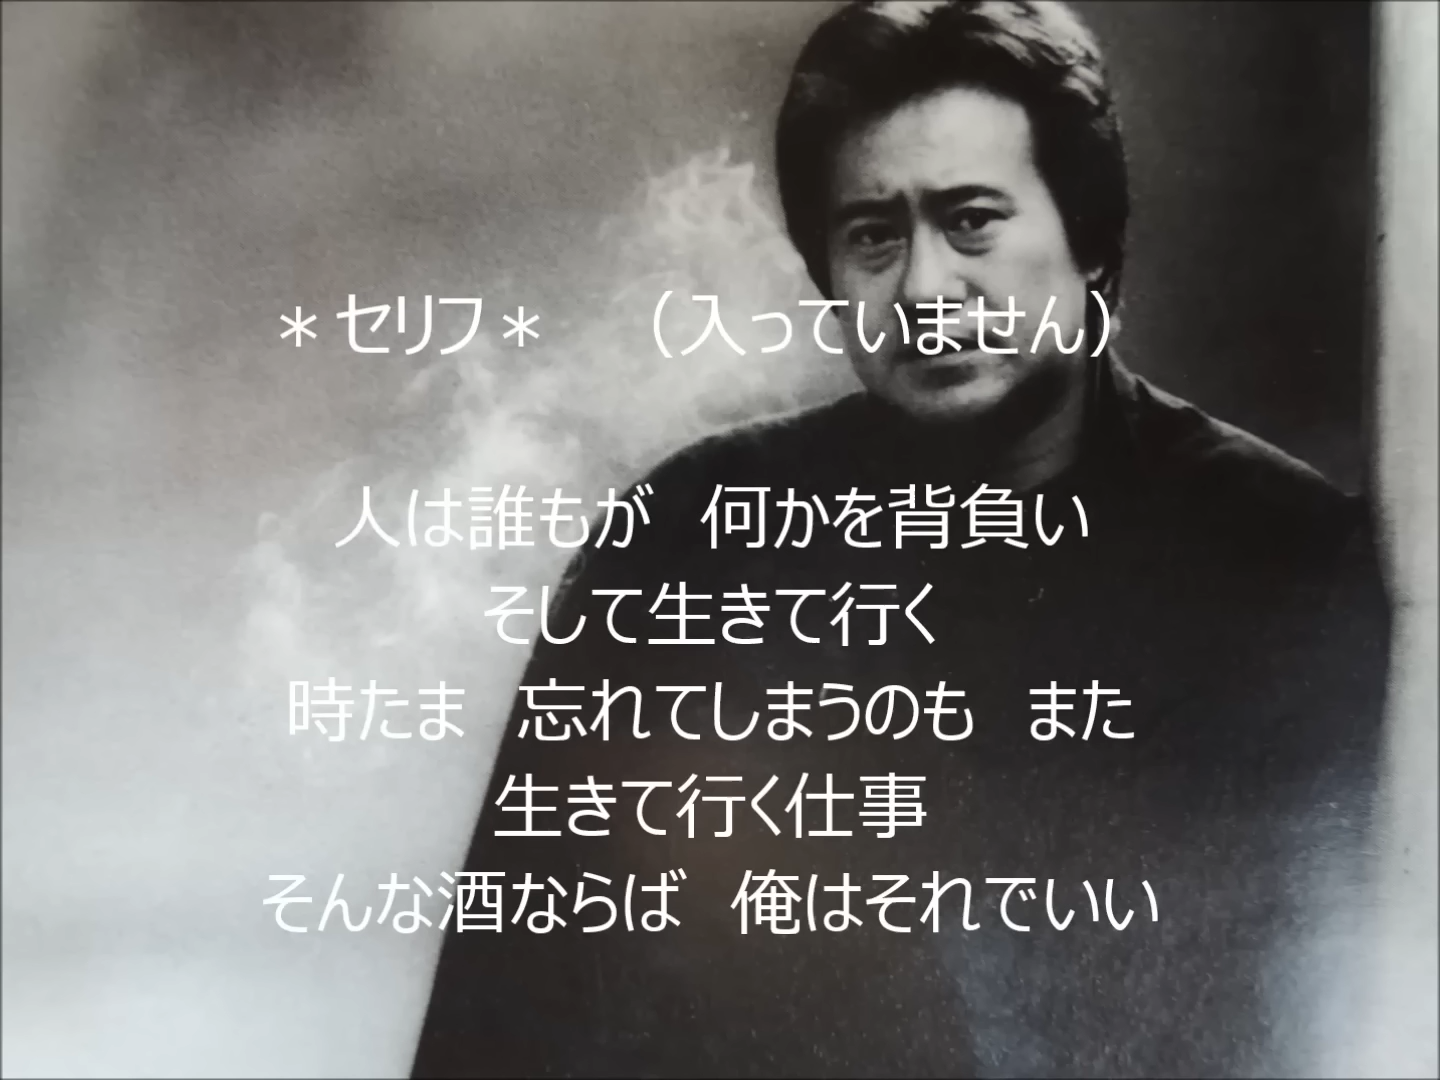 ＊セリフ＊　　（入っていません）
人は誰もが　何かを背負い
そして生きて行く
時たま　忘れてしまうのも　また
生きて行く仕事
そんな酒ならば　俺はそれでいい